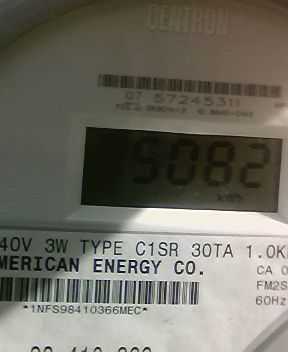 CENTRON
07 57245311
5082
kWh
40V 3W TYPE C1SR 30TA 1.0K
MERICAN ENERGY CO.
CA 0
FM2S
60Hz
*1NFS98410366MEC*